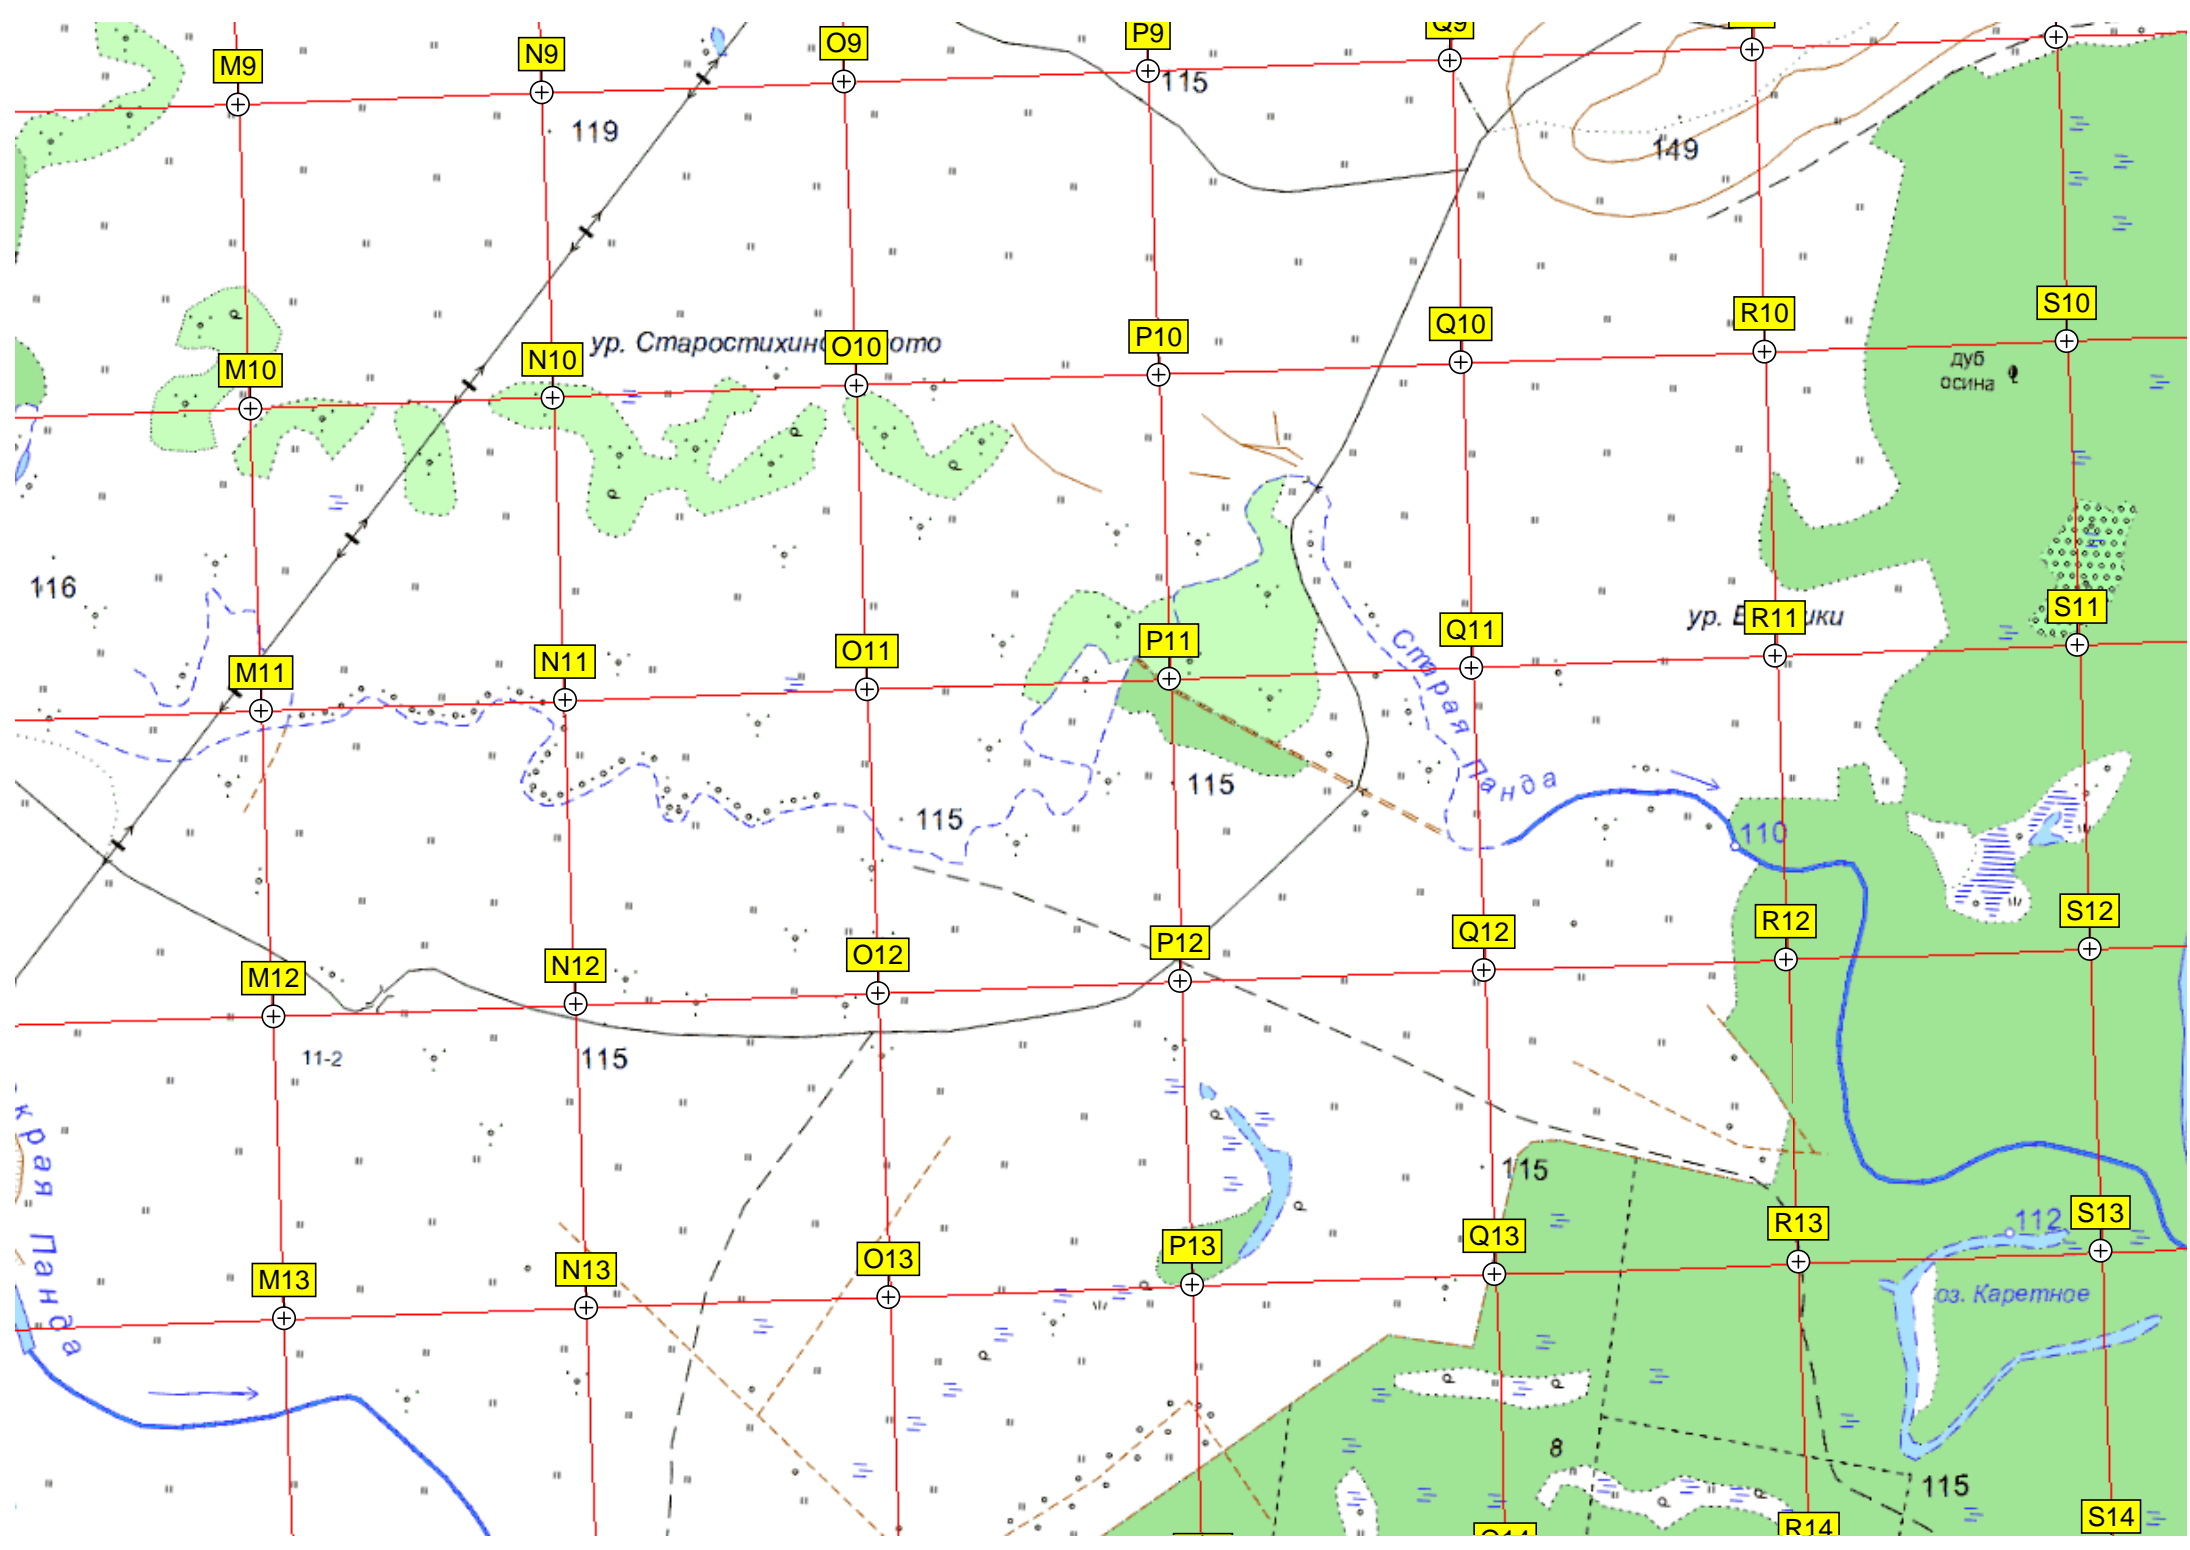 Q9
P9
O9
N9
M9
115
119
149
S10
R10
Q10
P10
O10
N10
M10
ур. Старостихино
дуб
осина
116
S11
R11
Q11
P11
O11
N11
M11
Старая
Панда
115
115
110
S12
R12
Q12
P12
O12
N12
M12
11-2
115
115
края Панда
S13
R13
Q13
P13
O13
N13
M13
112
оз. Каретное
8
115
S14
R14